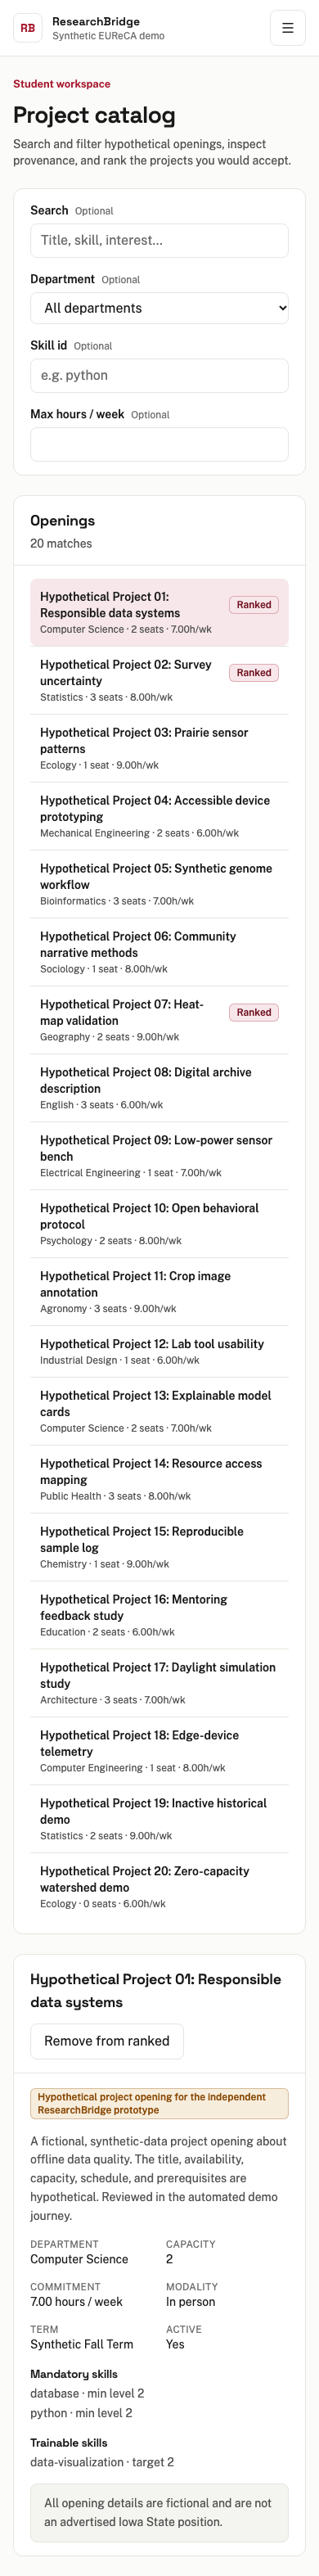 RB
ResearchBridge
Synthetic EUReCA demo
Student workspace
Project catalog
Search and filter hypothetical openings, inspect
provenance, and rank the projects you would accept.
Search Optional
Title, skill, interest...
Department Optional
All departments
Skill id Optional
e.g. python
Max hours / week Optional
Openings
20 matches
Hypothetical Project 01:
Responsible data systems
Ranked
Computer Science · 2 seats · 7.00h/wk
Hypothetical Project 02: Survey
uncertainty
Ranked
Statistics · 3 seats · 8.00h/wk
Hypothetical Project 03: Prairie sensor
patterns
Ecology · 1 seat · 9.00h/wk
Hypothetical Project 04: Accessible device
prototyping
Mechanical Engineering · 2 seats · 6.00h/wk
Hypothetical Project 05: Synthetic genome
workflow
Bioinformatics · 3 seats · 7.00h/wk
Hypothetical Project 06: Community
narrative methods
Sociology · 1 seat · 8.00h/wk
Hypothetical Project 07: Heat-
map validation
Ranked
Geography · 2 seats · 9.00h/wk
Hypothetical Project 08: Digital archive
description
English · 3 seats · 6.00h/wk
Hypothetical Project 09: Low-power sensor
bench
Electrical Engineering · 1 seat · 7.00h/wk
Hypothetical Project 10: Open behavioral
protocol
Psychology · 2 seats · 8.00h/wk
Hypothetical Project 11: Crop image
annotation
Agronomy · 3 seats · 9.00h/wk
Hypothetical Project 12: Lab tool usability
Industrial Design · 1 seat · 6.00h/wk
Hypothetical Project 13: Explainable model
cards
Computer Science · 2 seats · 7.00h/wk
Hypothetical Project 14: Resource access
mapping
Public Health · 3 seats · 8.00h/wk
Hypothetical Project 15: Reproducible
sample log
Chemistry · 1 seat · 9.00h/wk
Hypothetical Project 16: Mentoring
feedback study
Education · 2 seats · 6.00h/wk
Hypothetical Project 17: Daylight simulation
study
Architecture · 3 seats · 7.00h/wk
Hypothetical Project 18: Edge-device
telemetry
Computer Engineering · 1 seat · 8.00h/wk
Hypothetical Project 19: Inactive historical
demo
Statistics · 2 seats · 9.00h/wk
Hypothetical Project 20: Zero-capacity
watershed demo
Ecology · 0 seats · 6.00h/wk
Hypothetical Project 01: Responsible
data systems
Remove from ranked
Hypothetical project opening for the independent
ResearchBridge prototype
A fictional, synthetic-data project opening about
offline data quality. The title, availability,
capacity, schedule, and prerequisites are
hypothetical. Reviewed in the automated demo
journey.
DEPARTMENT CAPACITY
Computer Science 2
COMMITMENT MODALITY
7.00 hours / week In person
TERM ACTIVE
Synthetic Fall Term Yes
Mandatory skills
database · min level 2
python · min level 2
Trainable skills
data-visualization · target 2
All opening details are fictional and are not
an advertised Iowa State position.